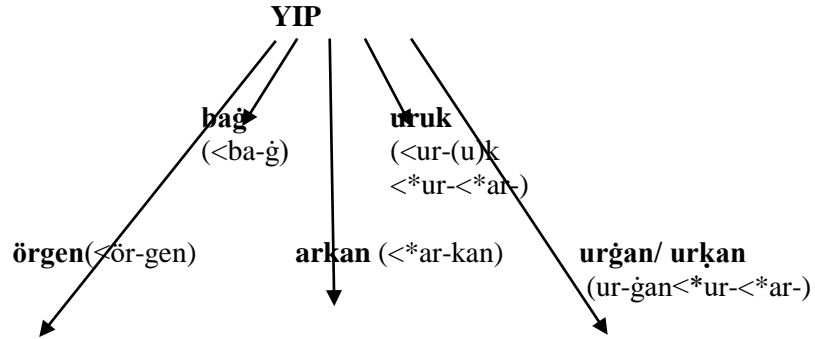 YIP
baġ
(<ba-ġ)
uruk
(<ur-(u)k
<*ur-<*ar-)
örgen(<ör-gen)
arkan (<*ar-kan)
urġan/ urḳan
(ur-ġan<*ur-<*ar-)